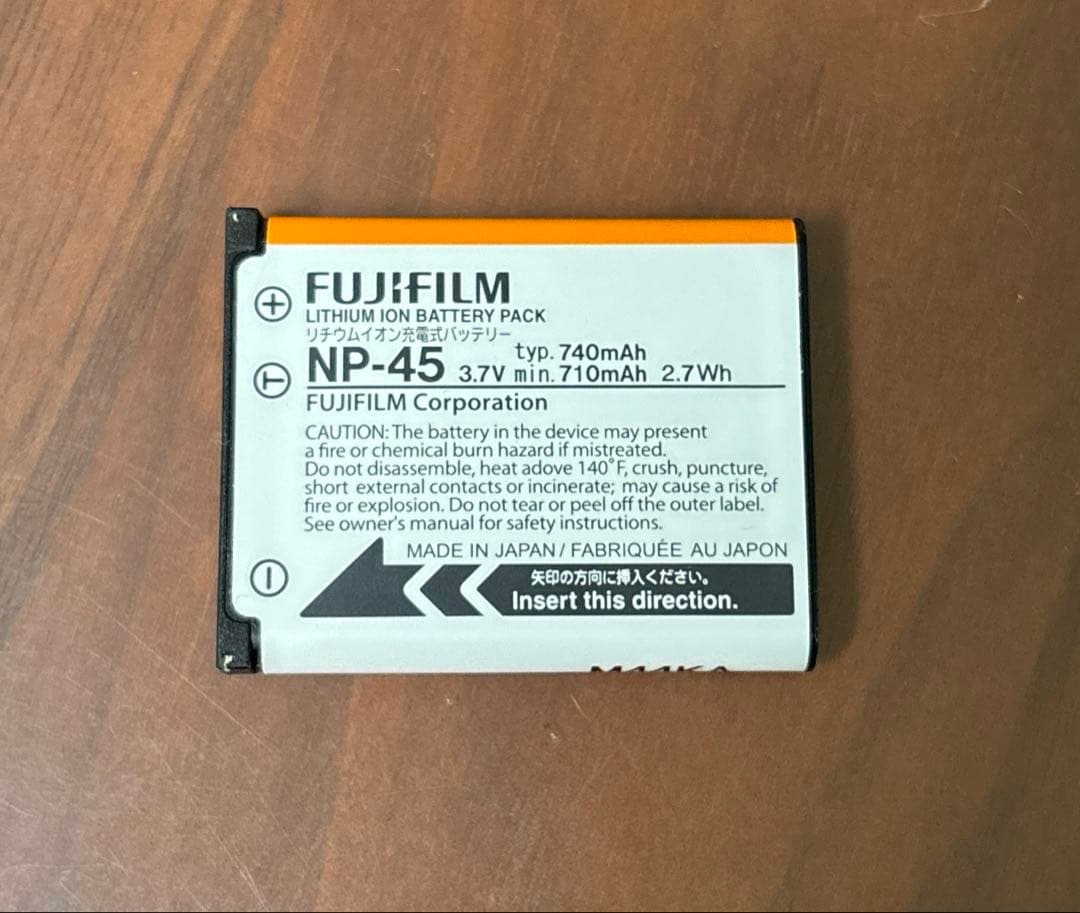 FUJIFILM
LITHIUM ION BATTERY PACK
リチウムイオン充電式バッテリー
NP-45 3.7V typ. 740mAh
min. 710mAh 2.7Wh
FUJIFILM Corporation
CAUTION: The battery in the device may present
a fire or chemical burn hazard if mistreated.
Do not disassemble, heat adove 140°F, crush, puncture,
short external contacts or incinerate; may cause a risk of
fire or explosion. Do not tear or peel off the outer label.
See owner's manual for safety instructions.
MADE IN JAPAN / FABRIQUÉE AU JAPON
矢印の方向に挿入ください。
Insert this direction.
+
T
−